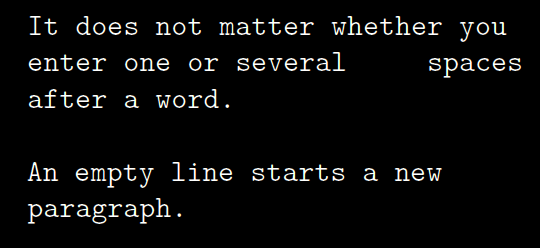 It does not matter whether you
enter one or several     spaces
after a word.

An empty line starts a new
paragraph.